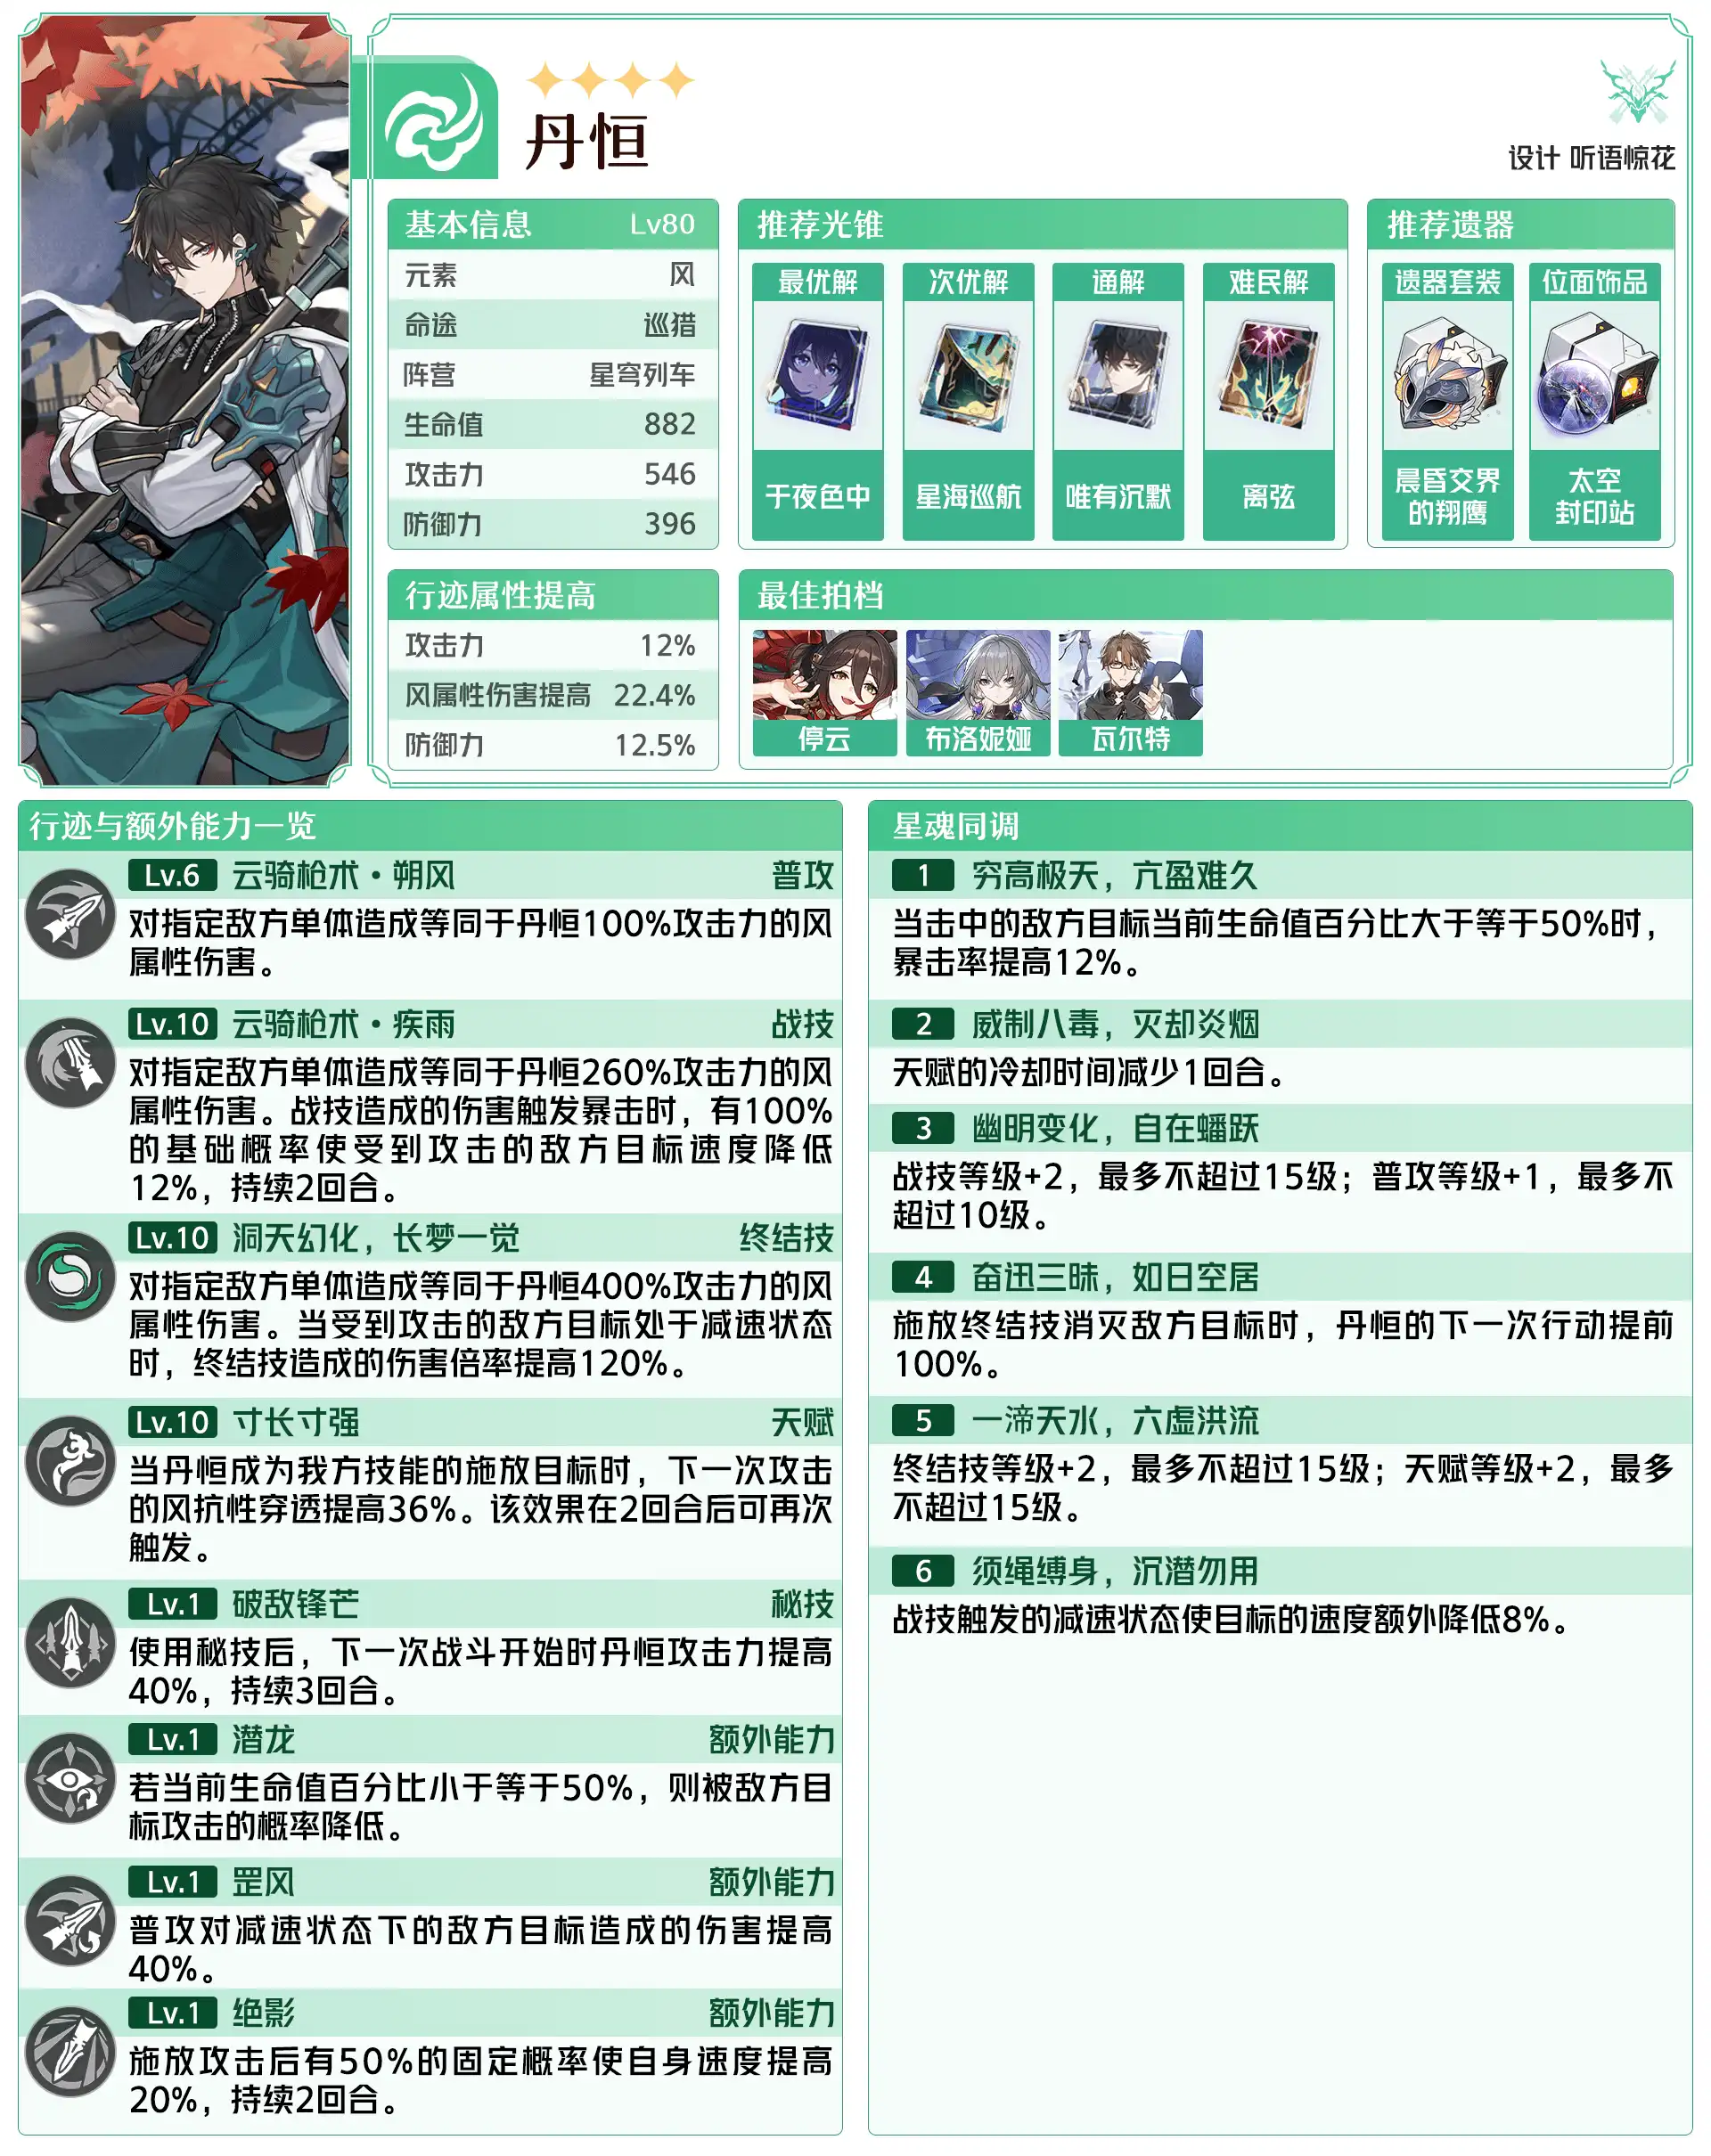 丹恒
设计 听语惊花
基本信息 Lv80
元素 风
命途 巡猎
阵营 星穹列车
生命值 882
攻击力 546
防御力 396
推荐光锥
最优解 次优解 通解 难民解
于夜色中 星海巡航 唯有沉默 离弦
推荐遗器
遗器套装 位面饰品
晨昏交界 太空
的翔鹰 封印站
行迹属性提高
攻击力 12%
风属性伤害提高 22.4%
防御力 12.5%
最佳拍档
停云 布洛妮娅 瓦尔特
行迹与额外能力一览
Lv.6 云骑枪术·朔风 普攻
对指定敌方单体造成等同于丹恒100%攻击力的风
属性伤害。
Lv.10 云骑枪术·疾雨 战技
对指定敌方单体造成等同于丹恒260%攻击力的风
属性伤害。战技造成的伤害触发暴击时，有100%
的基础概率使受到攻击的敌方目标速度降低
12%，持续2回合。
Lv.10 洞天幻化，长梦一觉 终结技
对指定敌方单体造成等同于丹恒400%攻击力的风
属性伤害。当受到攻击的敌方目标处于减速状态
时，终结技造成的伤害倍率提高120%。
Lv.10 寸长寸强 天赋
当丹恒成为我方技能的施放目标时，下一次攻击
的风抗性穿透提高36%。该效果在2回合后可再次
触发。
Lv.1 破敌锋芒 秘技
使用秘技后，下一次战斗开始时丹恒攻击力提高
40%，持续3回合。
Lv.1 潜龙 额外能力
若当前生命值百分比小于等于50%，则被敌方目
标攻击的概率降低。
Lv.1 罡风 额外能力
普攻对减速状态下的敌方目标造成的伤害提高
40%。
Lv.1 绝影 额外能力
施放攻击后有50%的固定概率使自身速度提高
20%，持续2回合。
星魂同调
1 穷高极天，亢盈难久
当击中的敌方目标当前生命值百分比大于等于50%时，
暴击率提高12%。
2 威制八毒，灭却炎烟
天赋的冷却时间减少1回合。
3 幽明变化，自在蟠跃
战技等级+2，最多不超过15级；普攻等级+1，最多不
超过10级。
4 奋迅三昧，如日空居
施放终结技消灭敌方目标时，丹恒的下一次行动提前
100%。
5 一渧天水，六虚洪流
终结技等级+2，最多不超过15级；天赋等级+2，最多
不超过15级。
6 须绳缚身，沉潜勿用
战技触发的减速状态使目标的速度额外降低8%。